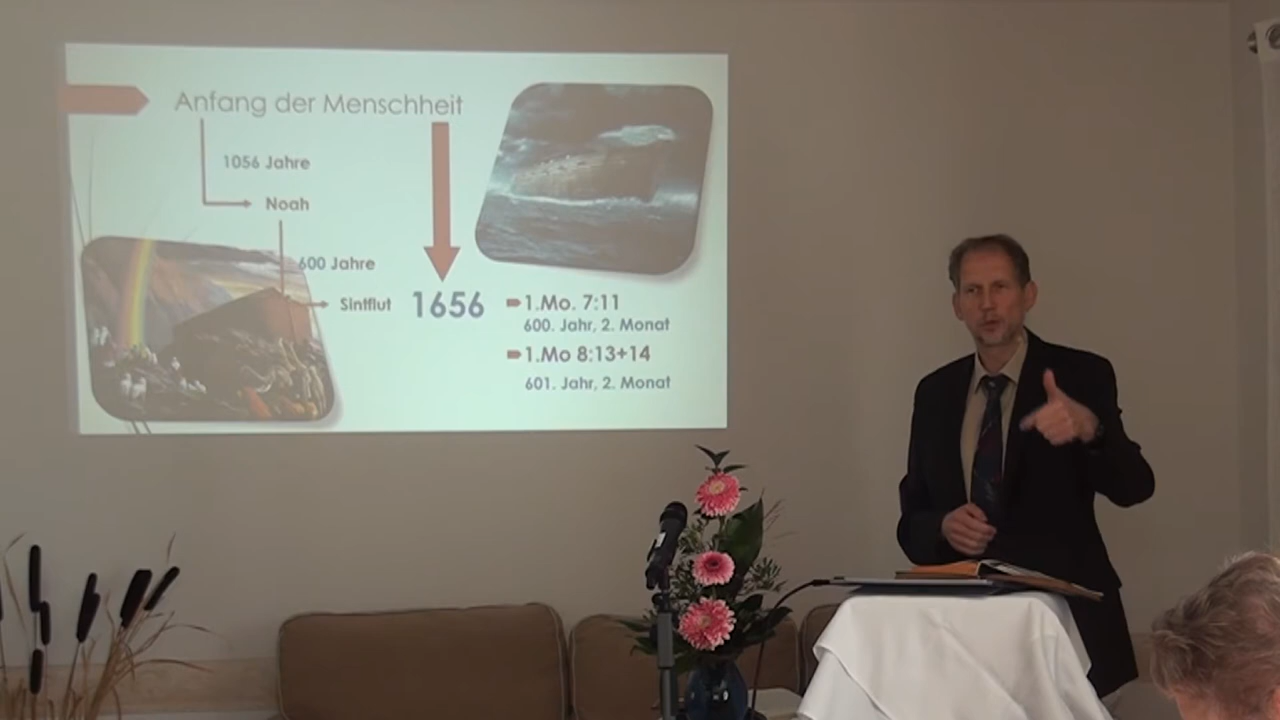 Anfang der Menschheit
1056 Jahre
Noah
600 Jahre
Sintflut
1656
1.Mo. 7:11
600. Jahr, 2. Monat
1.Mo 8:13+14
601. Jahr, 2. Monat